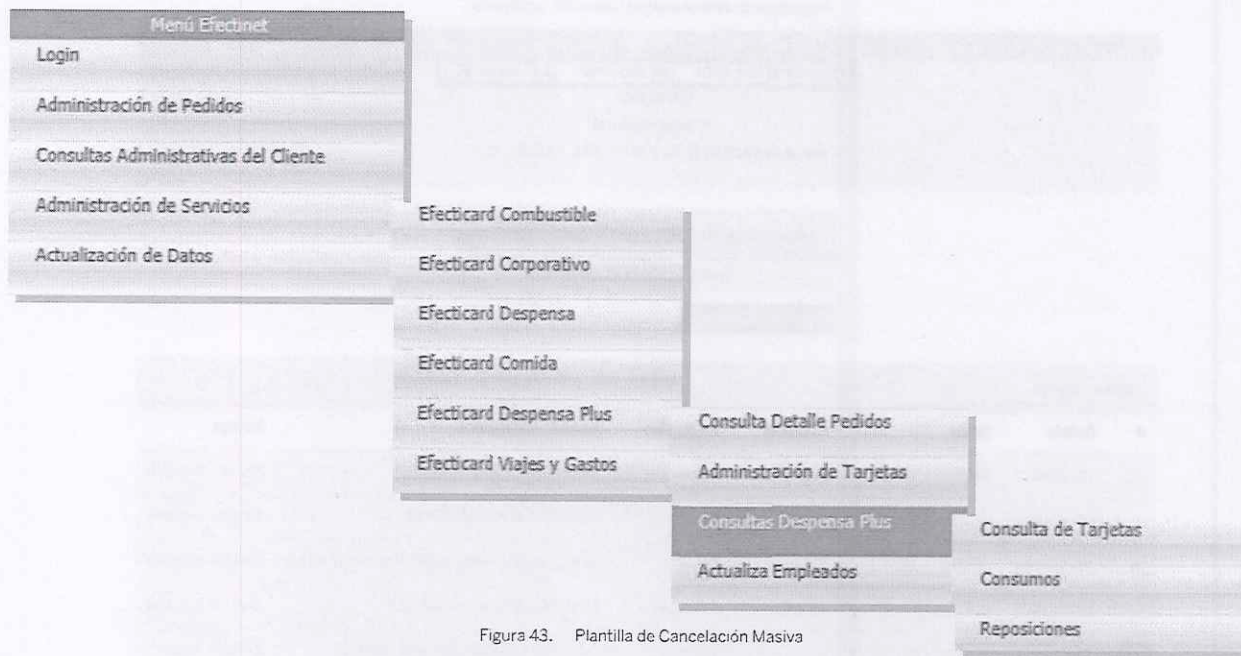 Menú Efectinet
Login
Administración de Pedidos
Consultas Administrativas del Cliente
Administración de Servicios
Actualización de Datos
Efecticard Combustible
Efecticard Corporativo
Efecticard Despensa
Efecticard Comida
Efecticard Despensa Plus
Efecticard Viajes y Gastos
Consulta Detalle Pedidos
Administración de Tarjetas
Consultas Despensa Plus
Actualiza Empleados
Consulta de Tarjetas
Consumos
Reposiciones
Figura 43. Plantilla de Cancelación Masiva